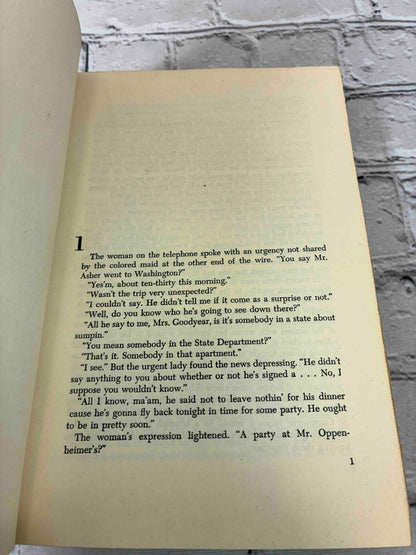 1
The woman on the telephone spoke with an urgency not shared
by the colored maid at the other end of the wire. "You say Mr.
Asher went to Washington?"
"Yes'm, about ten-thirty this morning."
"Wasn't the trip very unexpected?"
"I couldn't say. He didn't tell me if it come as a surprise or not."
"Well, do you know who he's going to see down there?"
"All he say to me, Mrs. Goodyear, is it's somebody in a state about
sumpin."
"You mean somebody in the State Department?"
"That's it. Somebody in that apartment."
"I see." But the urgent lady found the news depressing. "He didn't
say anything to you about whether or not he's signed a . . . No, I
suppose you wouldn't know."
"All I know, ma'am, he said not to leave nothin' for his dinner
cause he's gonna fly back tonight in time for some party. He ought
to be in pretty soon."
The woman's expression lightened. "A party at Mr. Oppen-
heimer's?"
1